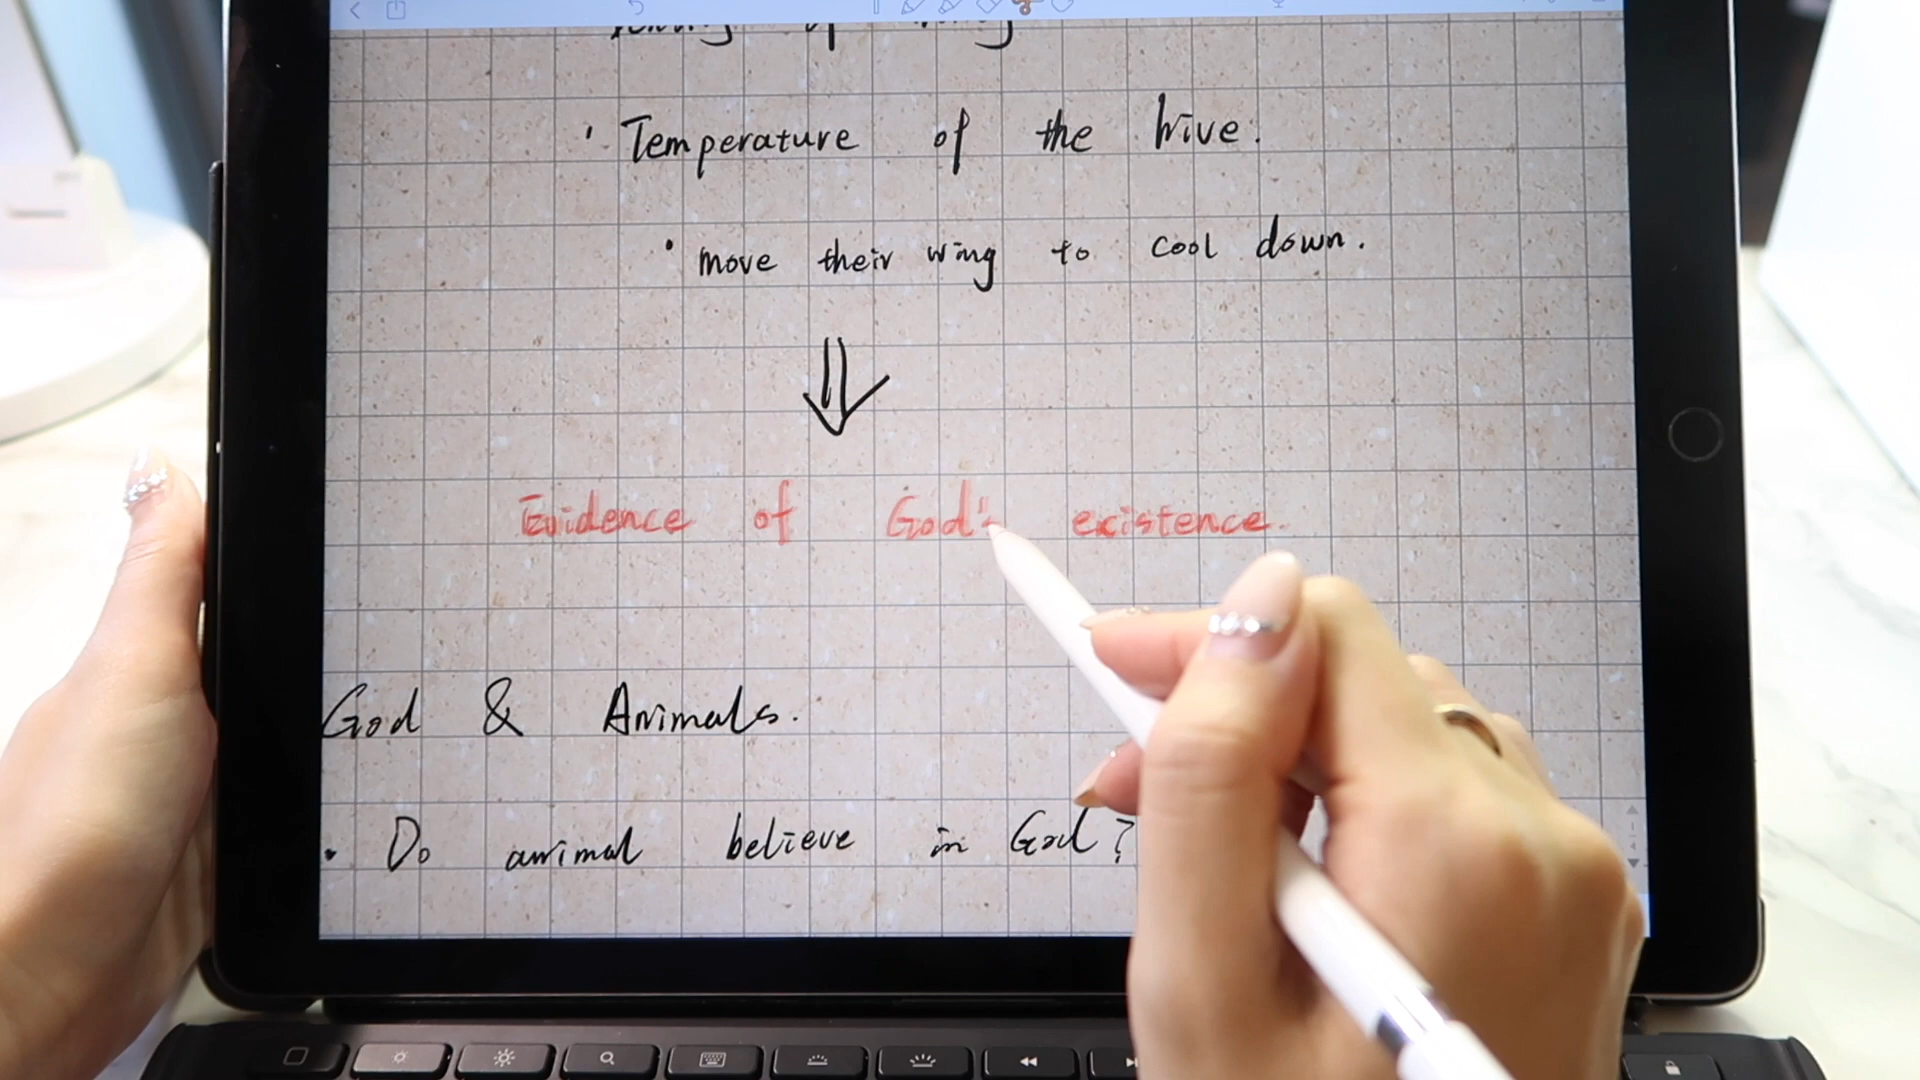 • Temperature of the hive.
• move their wing to cool down.
Evidence of God's existence.
God & Animals.
• Do animal believe in God?